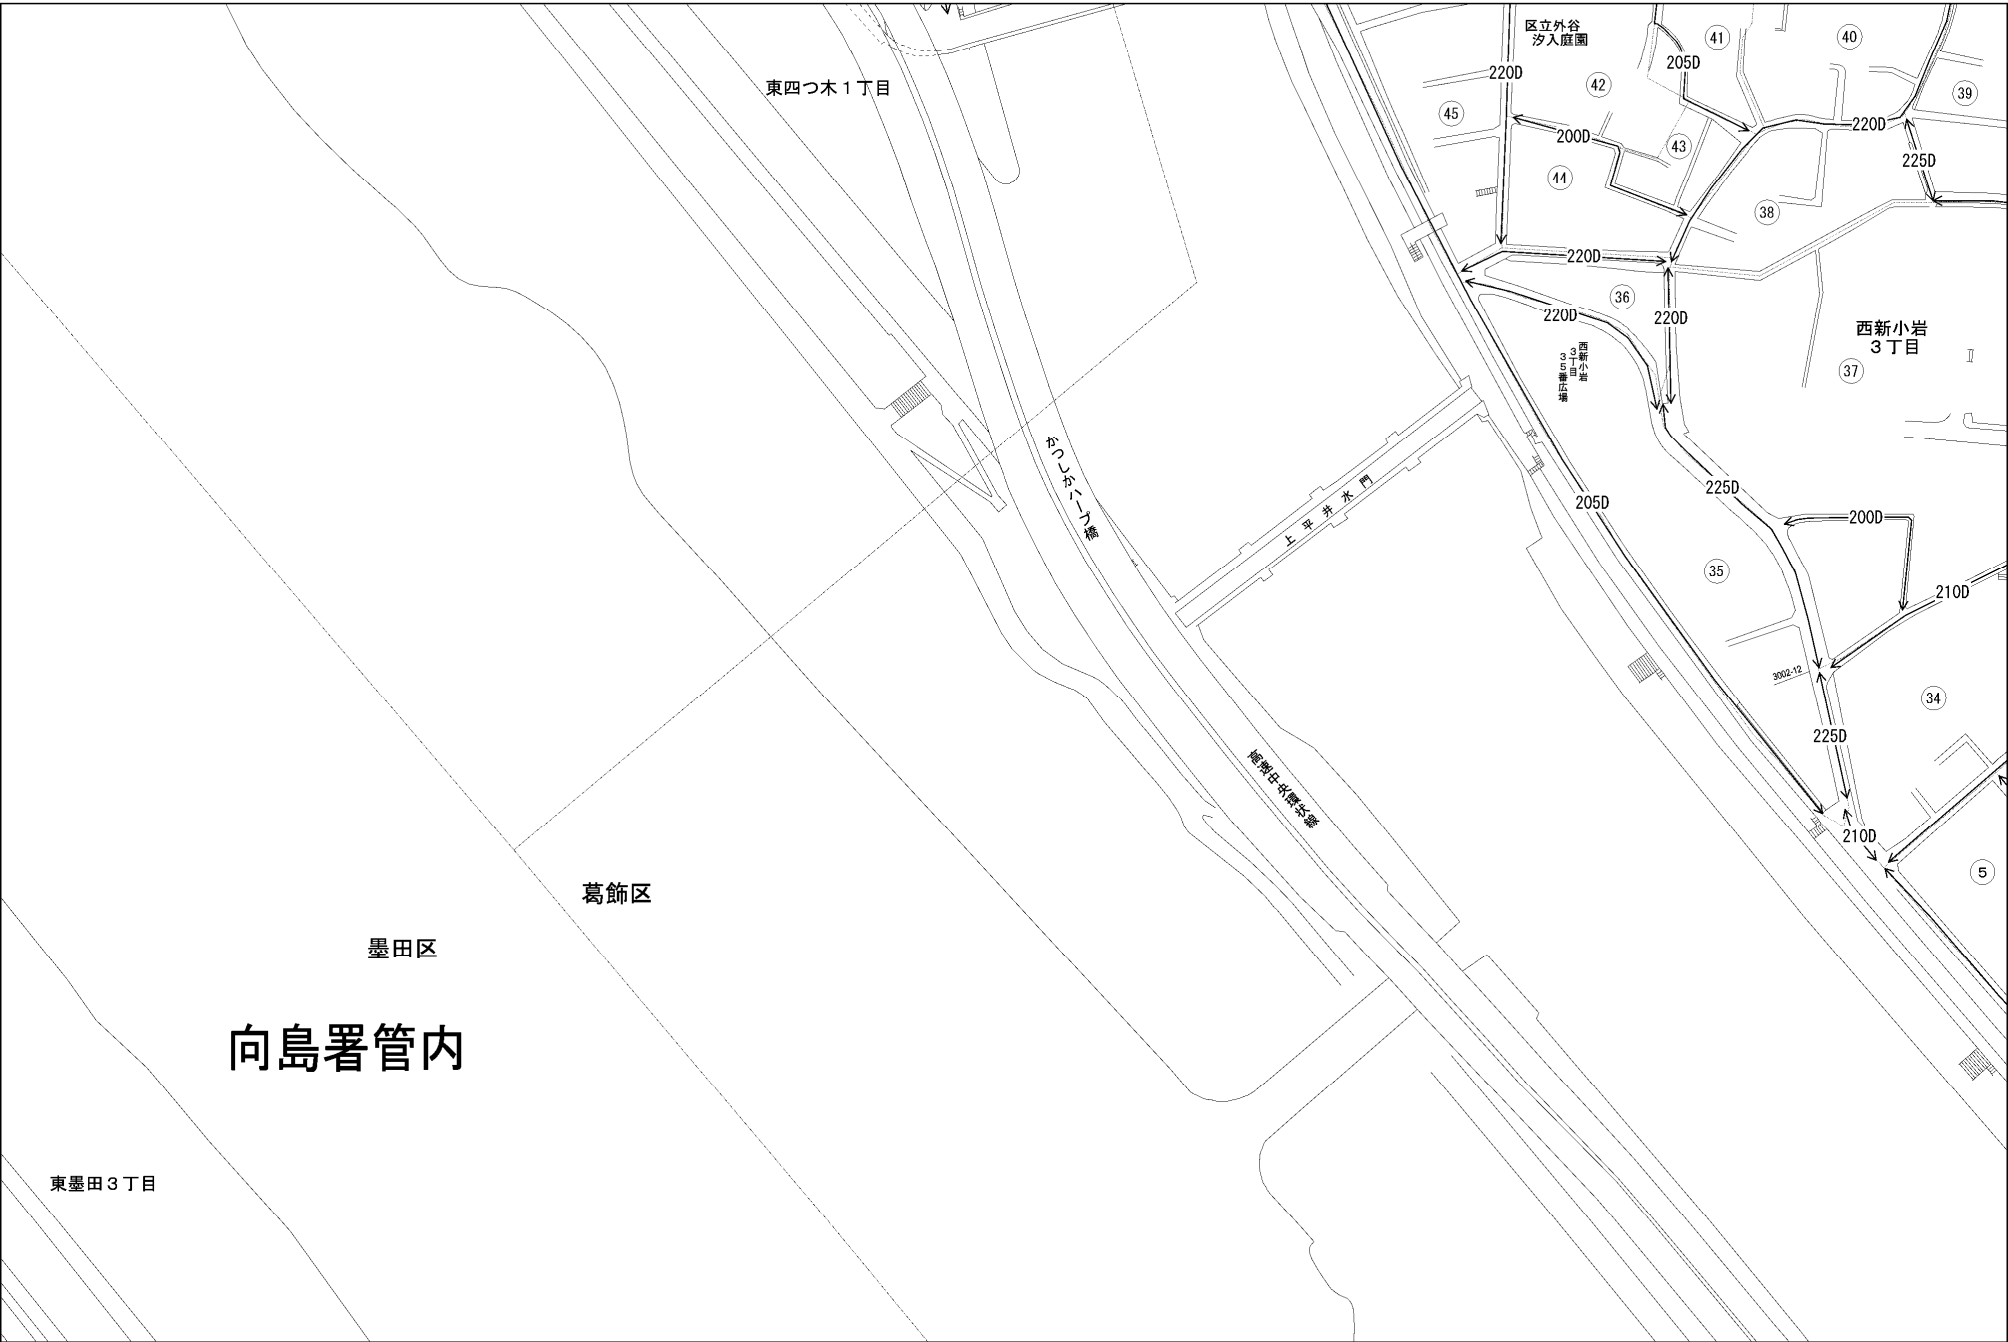 区立外谷
汐入庭園
41
40
205D
東四つ木１丁目
220D
42
39
45
200D
43
220D
225D
44
38
220D
36
220D
220D
西新小岩
３丁目
37
西新小岩
３丁目
３５番広場
かつしかハープ橋
上平井水門
205D
225D
200D
35
210D
3002-12
34
225D
高速中央環状線
210D
5
葛飾区
墨田区
向島署管内
東墨田３丁目